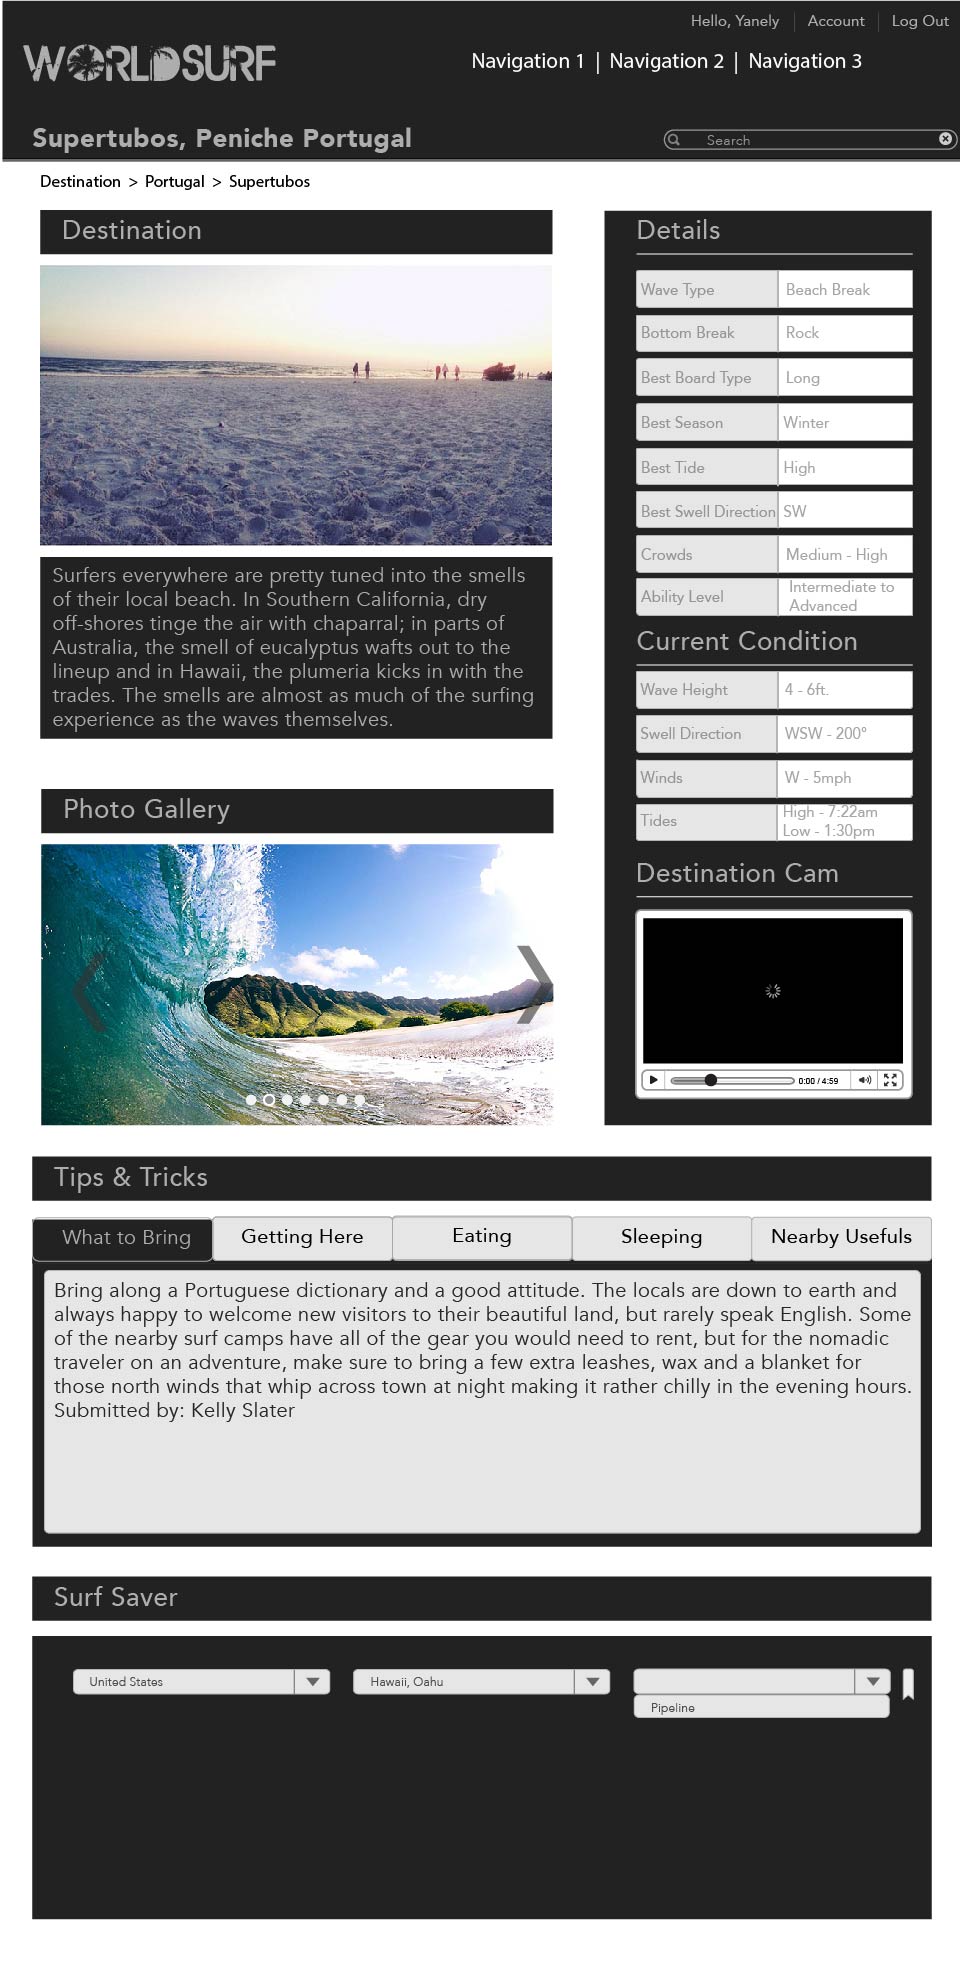 Hello, Yanely | Account | Log Out
WORLDSURF
Navigation 1 | Navigation 2 | Navigation 3
Supertubos, Peniche Portugal
Search
Destination > Portugal > Supertubos
Destination
Surfers everywhere are pretty tuned into the smells
of their local beach. In Southern California, dry
off-shores tinge the air with chaparral; in parts of
Australia, the smell of eucalyptus wafts out to the
lineup and in Hawaii, the plumeria kicks in with the
trades. The smells are almost as much of the surfing
experience as the waves themselves.
Photo Gallery
Details
Wave Type Beach Break
Bottom Break Rock
Best Board Type Long
Best Season Winter
Best Tide High
Best Swell Direction SW
Crowds Medium - High
Ability Level Intermediate to
Advanced
Current Condition
Wave Height 4 - 6ft.
Swell Direction WSW - 200°
Winds W - 5mph
Tides High - 7:22am
Low - 1:30pm
Destination Cam
0:00 / 4:59
Tips & Tricks
What to Bring Getting Here Eating Sleeping Nearby Usefuls
Bring along a Portuguese dictionary and a good attitude. The locals are down to earth and
always happy to welcome new visitors to their beautiful land, but rarely speak English. Some
of the nearby surf camps have all of the gear you would need to rent, but for the nomadic
traveler on an adventure, make sure to bring a few extra leashes, wax and a blanket for
those north winds that whip across town at night making it rather chilly in the evening hours.
Submitted by: Kelly Slater
Surf Saver
United States Hawaii, Oahu
Pipeline